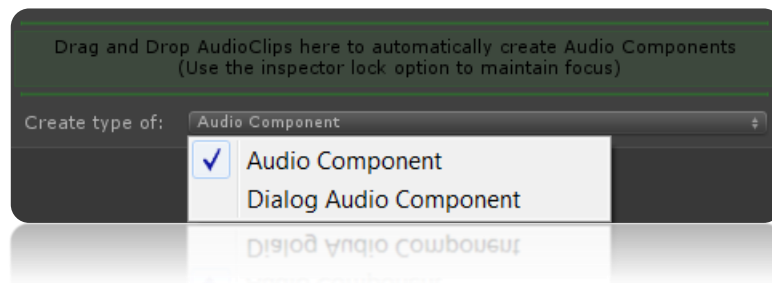 Drag and Drop AudioClips here to automatically create Audio Components
(Use the inspector lock option to maintain focus)
Create type of: Audio Component
Audio Component
Dialog Audio Component